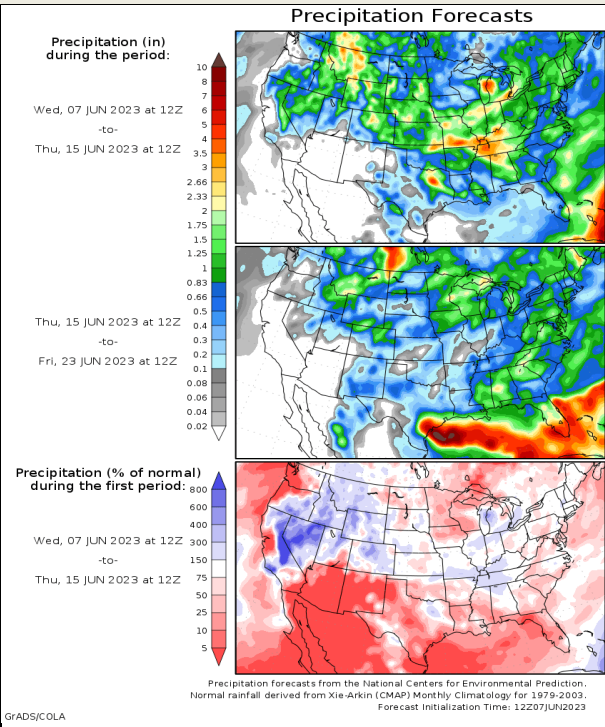 Precipitation Forecasts
Precipitation (in)
during the period:
Wed, 07 JUN 2023 at 12Z
-to-
Thu, 15 JUN 2023 at 12Z
10
8
7
6
5
4
3.5
3
2.66
2.33
2
1.75
1.5
1.25
1
0.83
0.66
0.5
0.4
0.3
0.2
0.1
0.08
0.06
0.04
0.02
Thu, 15 JUN 2023 at 12Z
-to-
Fri, 23 JUN 2023 at 12Z
Precipitation (% of normal)
during the first period:
Wed, 07 JUN 2023 at 12Z
-to-
Thu, 15 JUN 2023 at 12Z
800
600
400
300
150
75
50
25
10
5
Precipitation forecasts from the National Centers for Environmental Prediction.
Normal rainfall derived from Xie-Arkin (CMAP) Monthly Climatology for 1979-2003.
Forecast Initialization Time: 12Z07JUN2023
GrADS/COLA